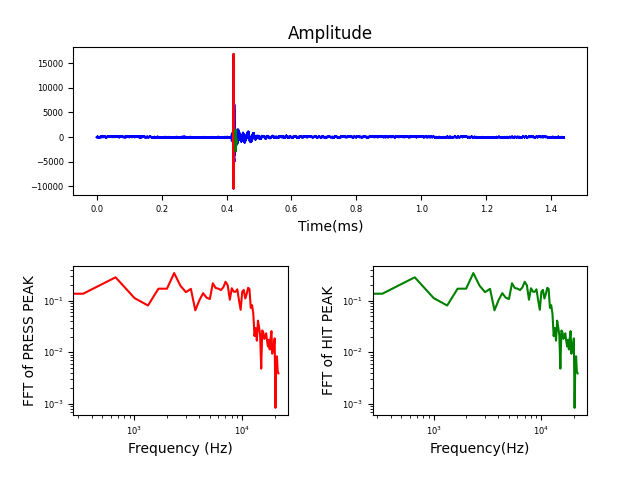 Amplitude
15000
10000
5000
0
−5000
−10000
0.0 0.2 0.4 0.6 0.8 1.0 1.2 1.4
Time(ms)
FFT of PRESS PEAK
10⁻¹
10⁻²
10⁻³
10³ 10⁴
Frequency (Hz)
FFT of HIT PEAK
10⁻¹
10⁻²
10⁻³
10³ 10⁴
Frequency(Hz)